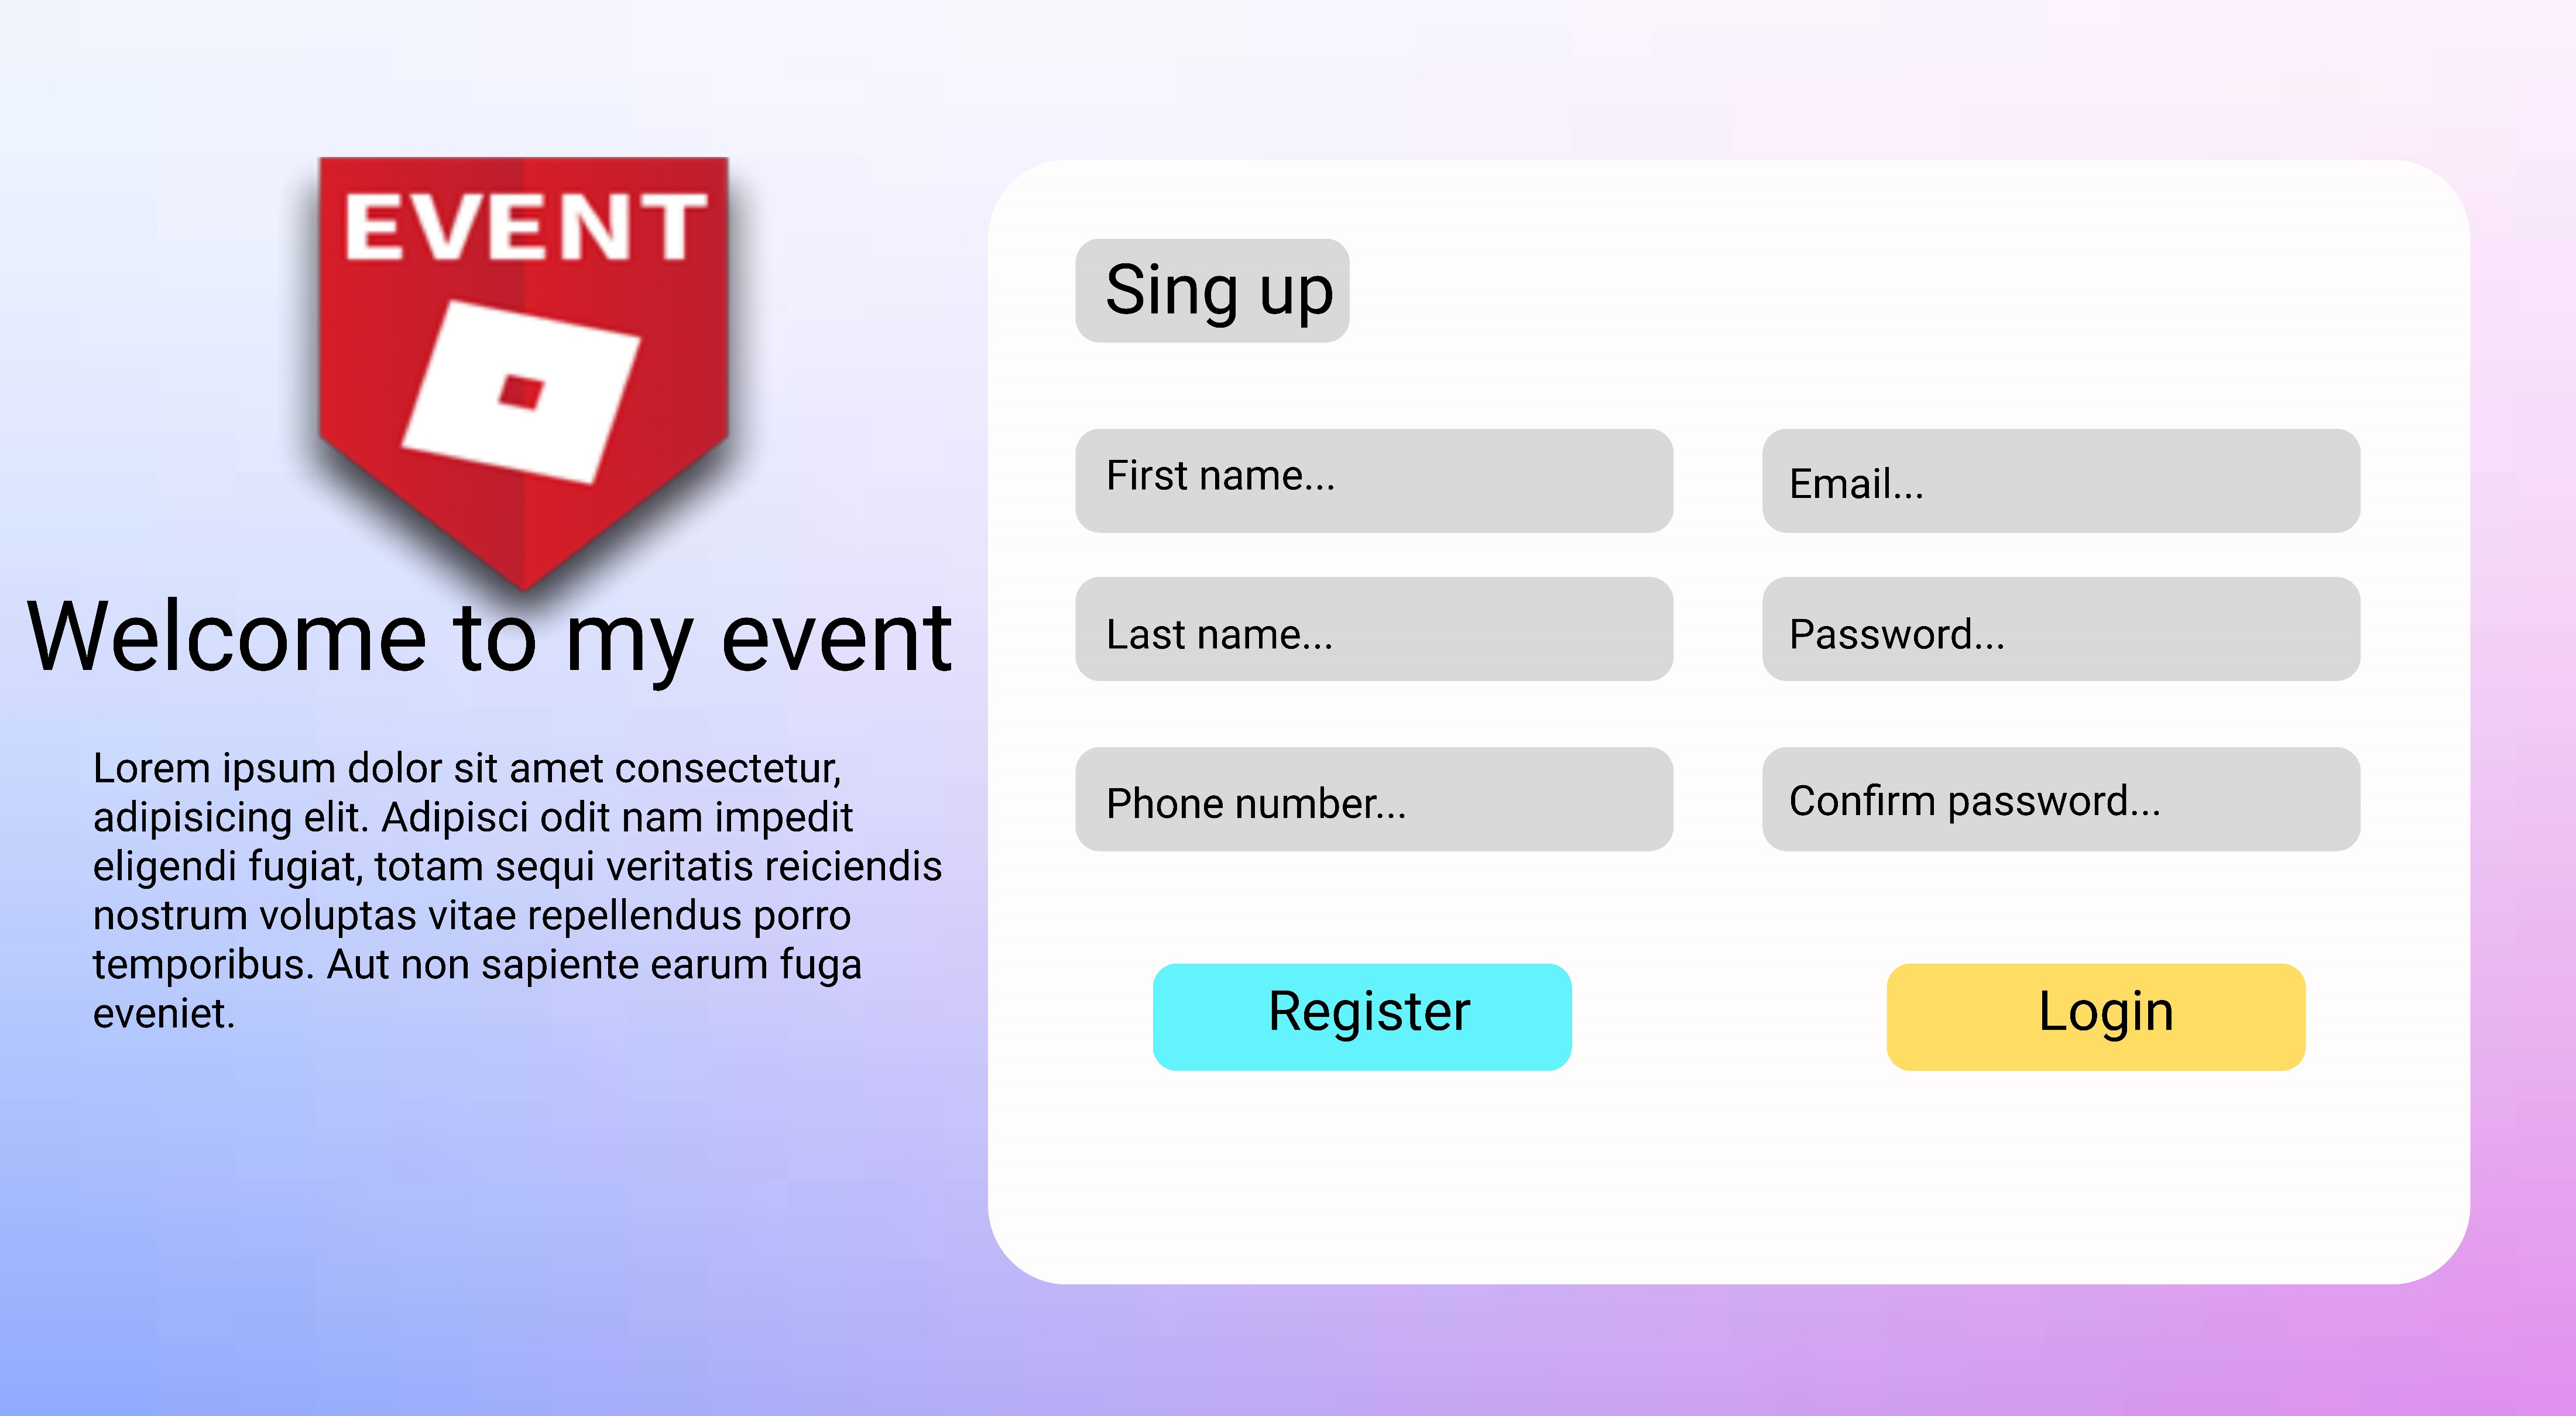 EVENT
Welcome to my event
Lorem ipsum dolor sit amet consectetur,
adipisicing elit. Adipisci odit nam impedit
eligendi fugiat, totam sequi veritatis reiciendis
nostrum voluptas vitae repellendus porro
temporibus. Aut non sapiente earum fuga
eveniet.
Sing up
First name...
Email...
Last name...
Password...
Phone number...
Confirm password...
Register
Login